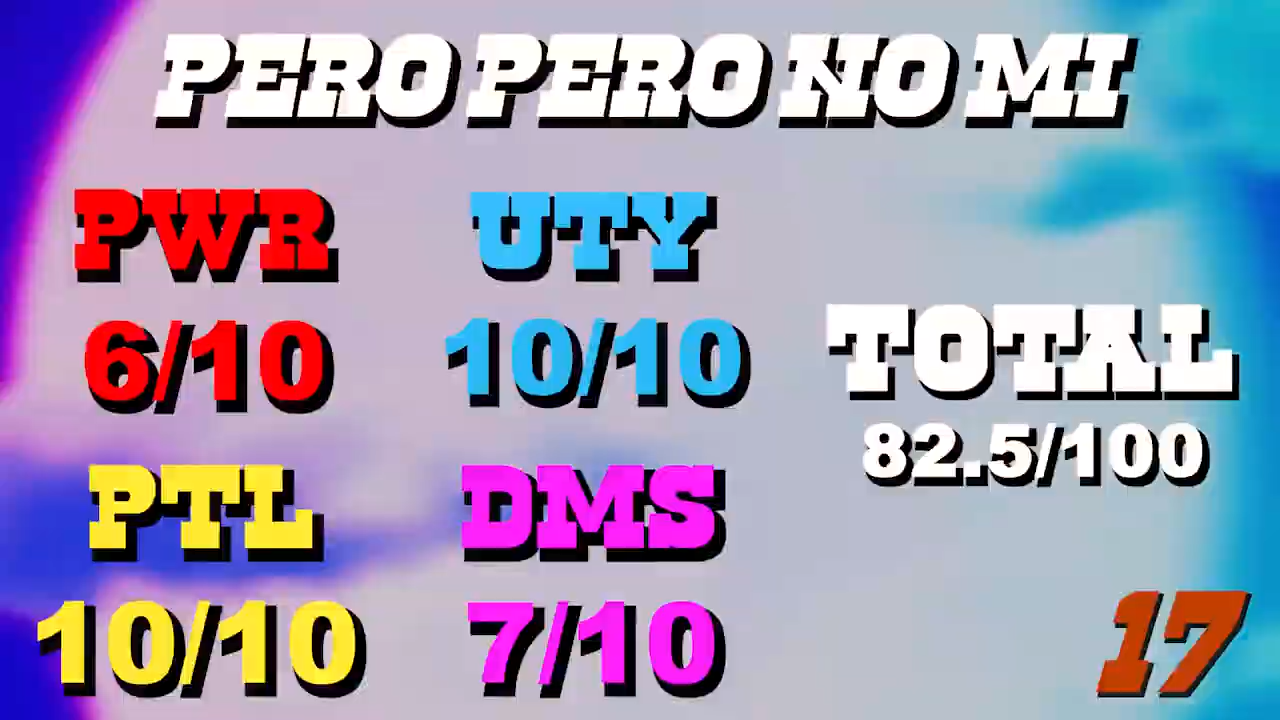 PERO PERO NO MI
PWR
6/10
UTY
10/10
PTL
10/10
DMS
7/10
TOTAL
82.5/100
17